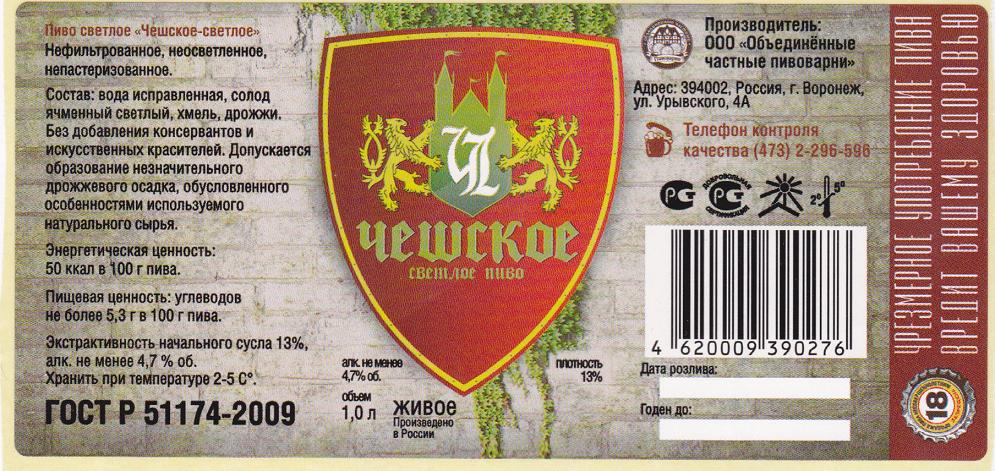 Пиво светлое «Чешское-светлое»
Нефильтрованное, неосветленное,
непастеризованное.
Состав: вода исправленная, солод
ячменный светлый, хмель, дрожжи.
Без добавления консервантов и
искусственных красителей. Допускается
образование незначительного
дрожжевого осадка, обусловленного
особенностями используемого
натурального сырья.
Энергетическая ценность:
50 ккал в 100 г пива.
Пищевая ценность: углеводов
не более 5,3 г в 100 г пива.
Экстрактивность начального сусла 13%,
алк. не менее 4,7 % об.
Хранить при температуре 2-5 С°.
ГОСТ Р 51174-2009
Ч
чешское
светлое пиво
алк. не менее
4,7% об.
объем
1,0 л
живое
Произведено
в России
плотность
13%
Производитель:
ООО «Объединённые
частные пивоварни»
Адрес: 394002, Россия, г. Воронеж,
ул. Урывского, 4А
Телефон контроля
качества (473) 2-296-596
РСТ
ДОБРОВОЛЬНАЯ
РСТ
СЕРТИФИКАЦИЯ
2° 5°
4 620009 390276
Дата розлива:
Годен до:
ЧРЕЗМЕРНОЕ УПОТРЕБЛЕНИЕ ПИВА
ВРЕДИТ ВАШЕМУ ЗДОРОВЬЮ
18